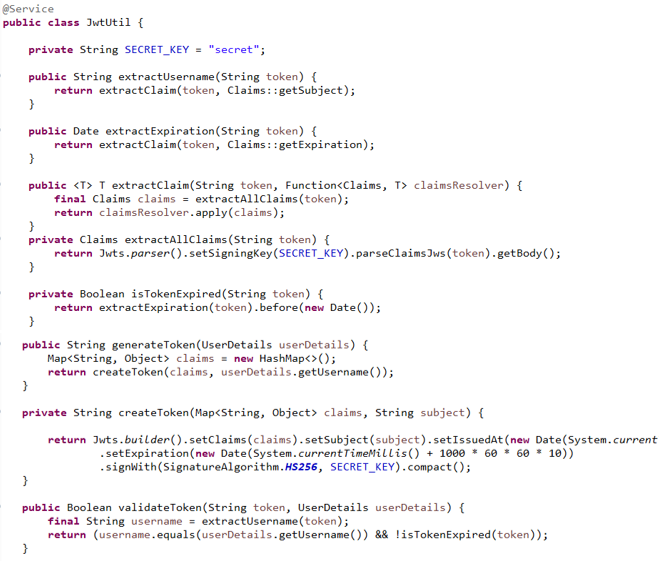 @Service
public class JwtUtil {
private String SECRET_KEY = "secret";
public String extractUsername(String token) {
return extractClaim(token, Claims::getSubject);
}
public Date extractExpiration(String token) {
return extractClaim(token, Claims::getExpiration);
}
public <T> T extractClaim(String token, Function<Claims, T> claimsResolver) {
final Claims claims = extractAllClaims(token);
return claimsResolver.apply(claims);
}
private Claims extractAllClaims(String token) {
return Jwts.parser().setSigningKey(SECRET_KEY).parseClaimsJws(token).getBody();
}
private Boolean isTokenExpired(String token) {
return extractExpiration(token).before(new Date());
}
public String generateToken(UserDetails userDetails) {
Map<String, Object> claims = new HashMap<>();
return createToken(claims, userDetails.getUsername());
}
private String createToken(Map<String, Object> claims, String subject) {
return Jwts.builder().setClaims(claims).setSubject(subject).setIssuedAt(new Date(System.current
.setExpiration(new Date(System.currentTimeMillis() + 1000 * 60 * 60 * 10))
.signWith(SignatureAlgorithm.HS256, SECRET_KEY).compact();
}
public Boolean validateToken(String token, UserDetails userDetails) {
final String username = extractUsername(token);
return (username.equals(userDetails.getUsername()) && !isTokenExpired(token));
}